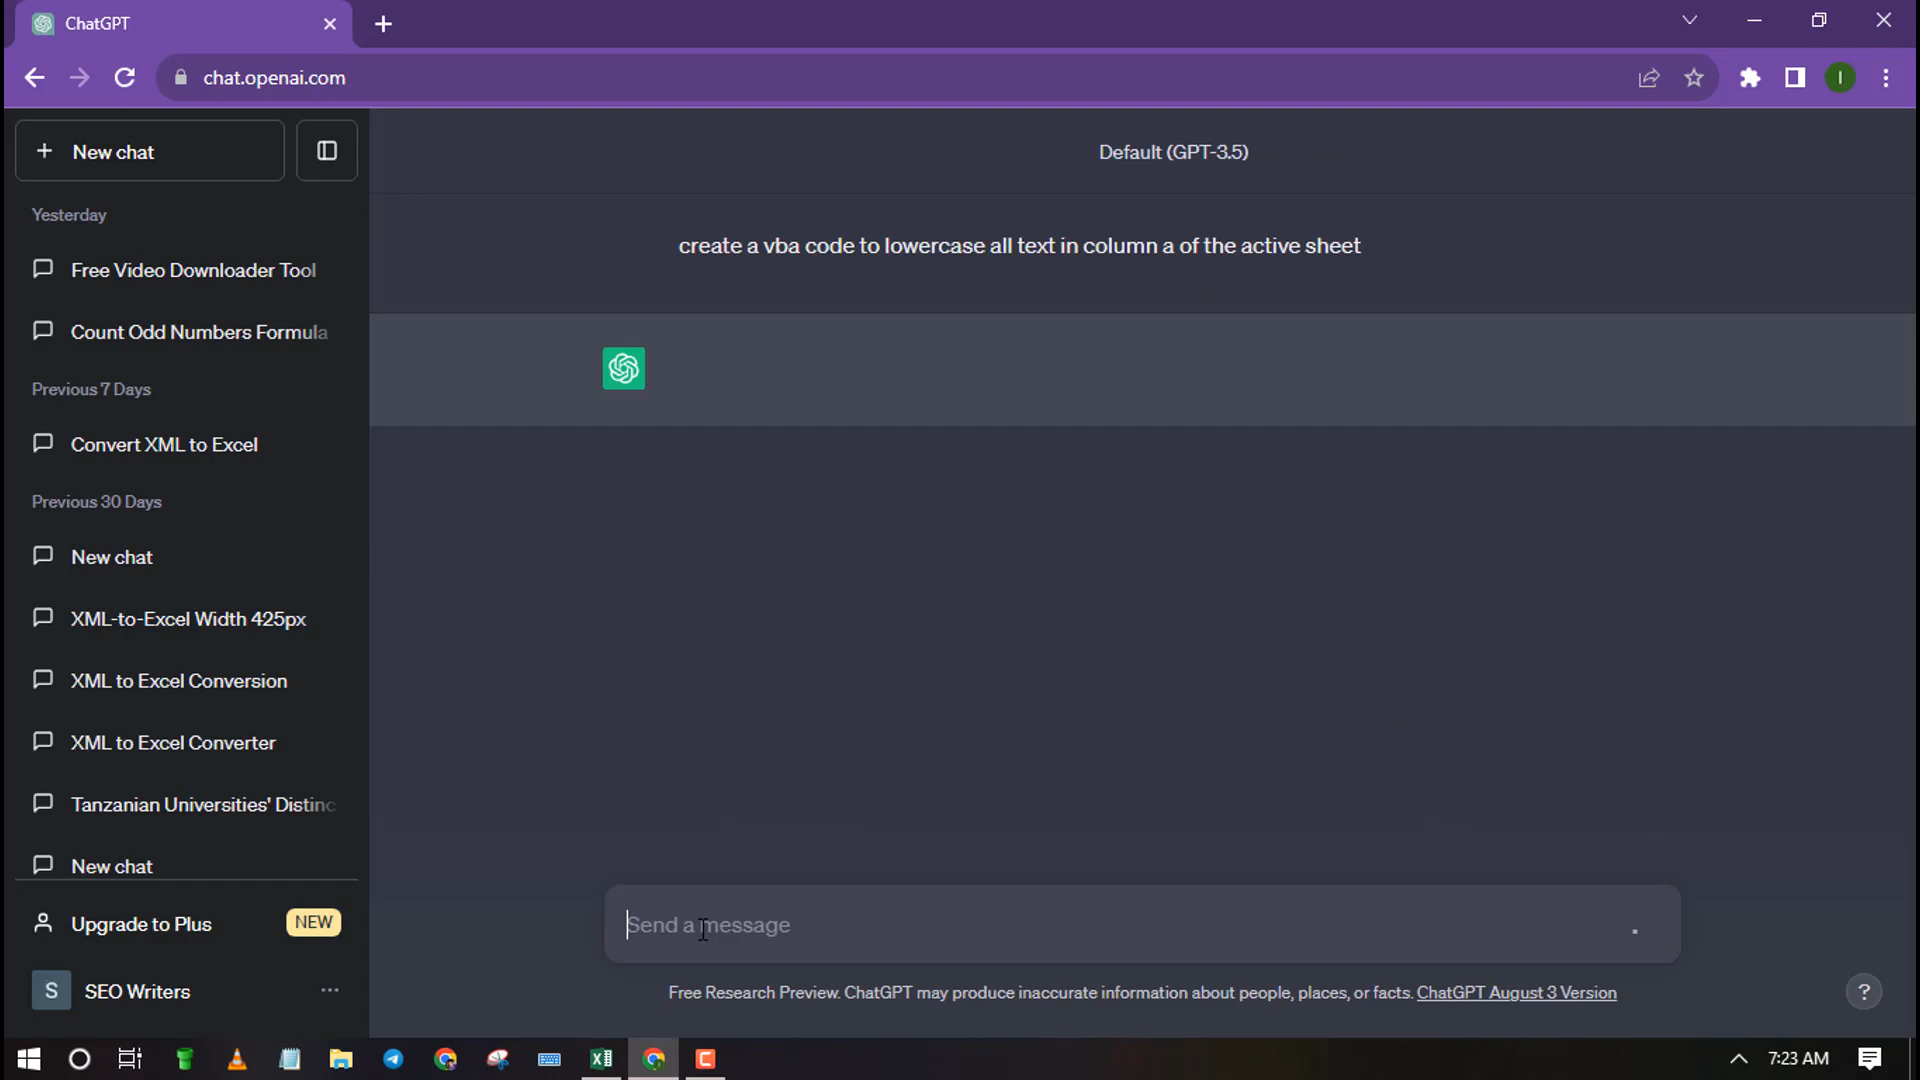 ChatGPT
chat.openai.com
I
New chat
Default (GPT-3.5)
Yesterday
create a vba code to lowercase all text in column a of the active sheet
Free Video Downloader Tool
Count Odd Numbers Formula
Previous 7 Days
Convert XML to Excel
Previous 30 Days
New chat
XML-to-Excel Width 425px
XML to Excel Conversion
XML to Excel Converter
Tanzanian Universities' Distinc
New chat
Upgrade to Plus NEW
Send a message
S SEO Writers
Free Research Preview. ChatGPT may produce inaccurate information about people, places, or facts. ChatGPT August 3 Version
?
7:23 AM